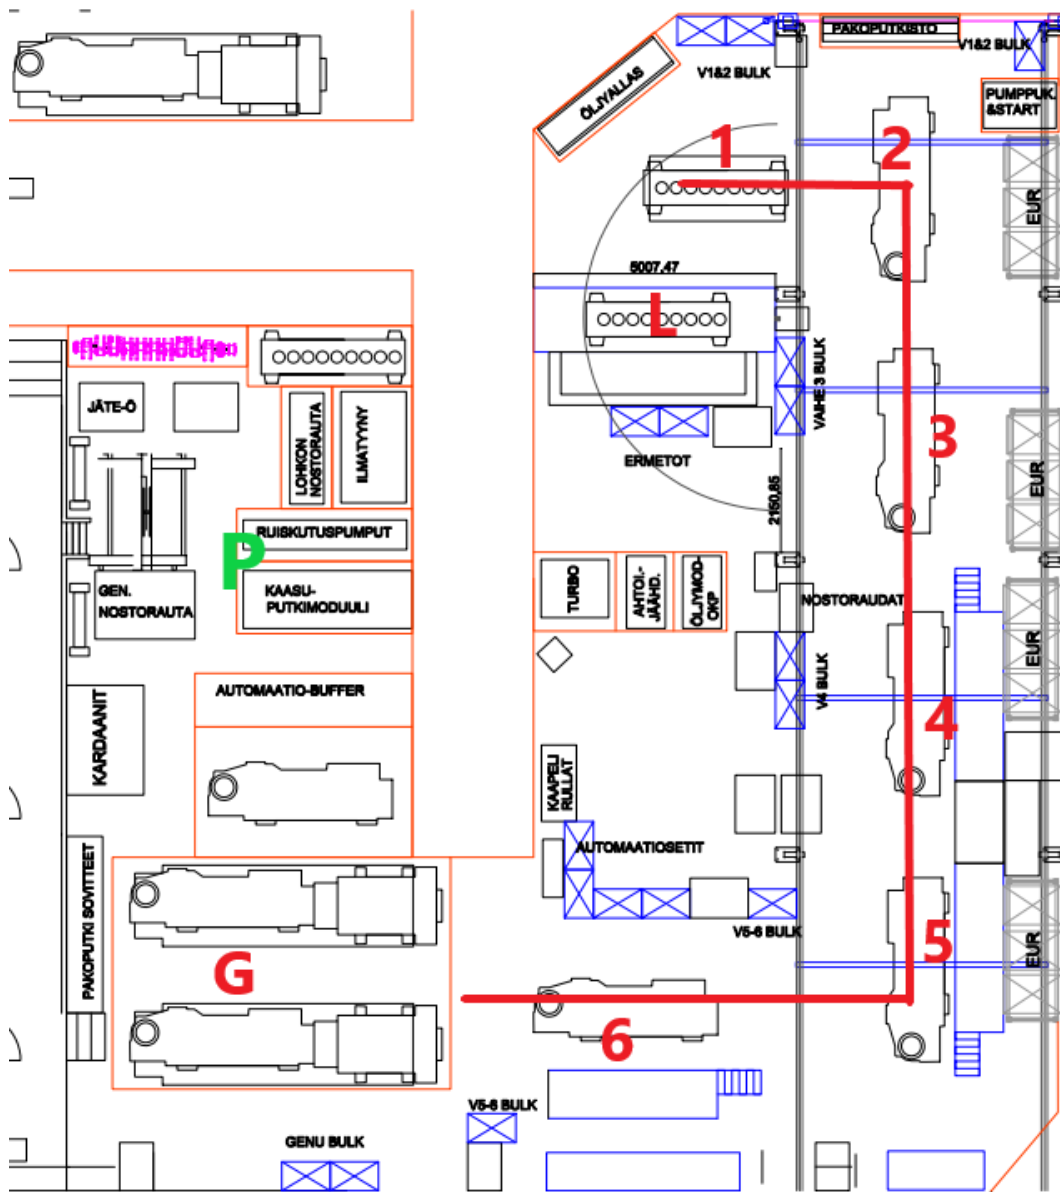 PAKOPUTKISTO
V1&2 BULK
V1&2 BULK
ÖLJYALLAS
PUMPPUK.
&START
1
2
EUR
5007,47
L
VAIHE 3 BULK
3
JÄTE-Ö
LOHKON
NOSTORAUTA
ILMATYYNY
ERMETOT
EUR
2150,85
RUISKUTUSPUMPUT
P
GEN.
NOSTORAUTA
KAASU-
PUTKIMODUULI
TURBO
AHTOI.-
JÄÄHD.
ÖLJYMOD-
OKP
NOSTORAUDAT
EUR
V4 BULK
AUTOMAATIO-BUFFER
4
KARDAANIT
KAAPELI
RULLAT
AUTOMAATIOSETIT
PAKOPUTKI SOVITTEET
V5-6 BULK
5
EUR
G
6
V5-6 BULK
GENU BULK